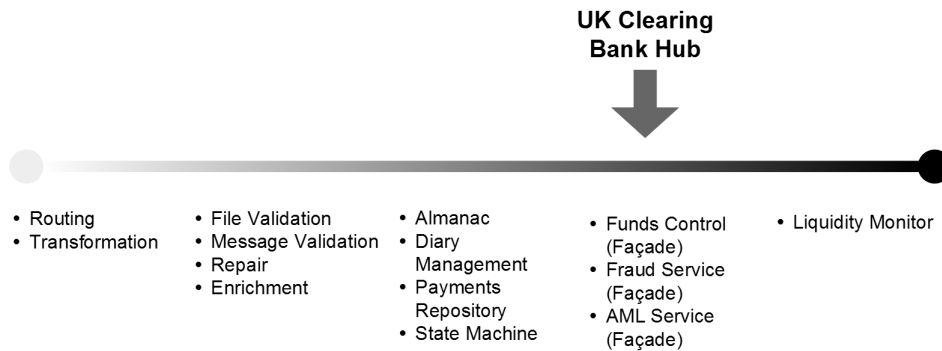 UK Clearing
Bank Hub
• Routing
• Transformation
• File Validation
• Message Validation
• Repair
• Enrichment
• Almanac
• Diary
Management
• Payments
Repository
• State Machine
• Funds Control
(Façade)
• Fraud Service
(Façade)
• AML Service
(Façade)
• Liquidity Monitor